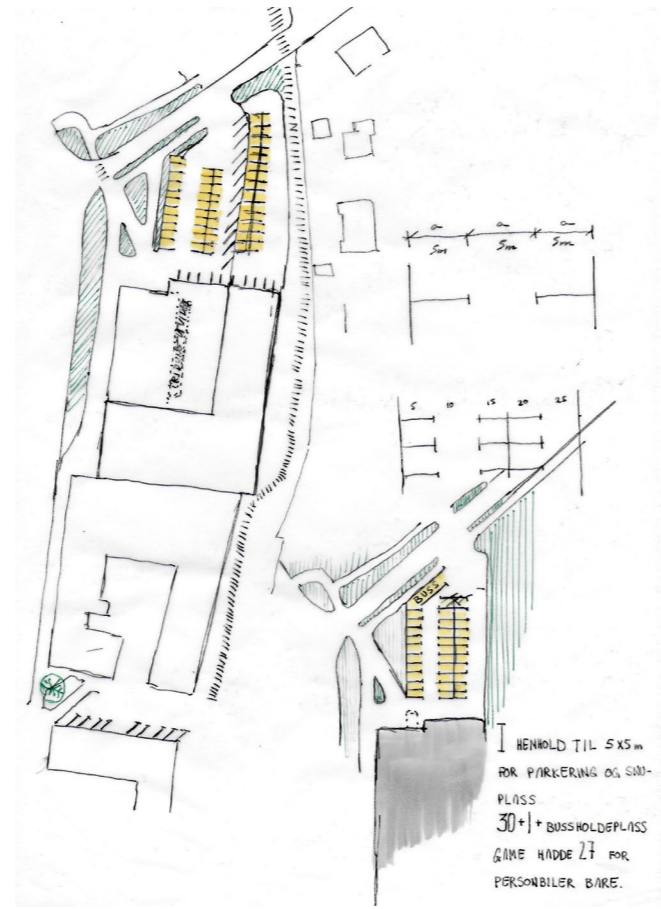 a a a
5m 5m 5m
5 10 15 20 25
BUSS
I HENHOLD TIL 5X5m
FOR PARKERING OG SNU-
PLASS
30+1+ BUSSHOLDEPLASS
GAME HADDE 27 FOR
PERSONBILER BARE.